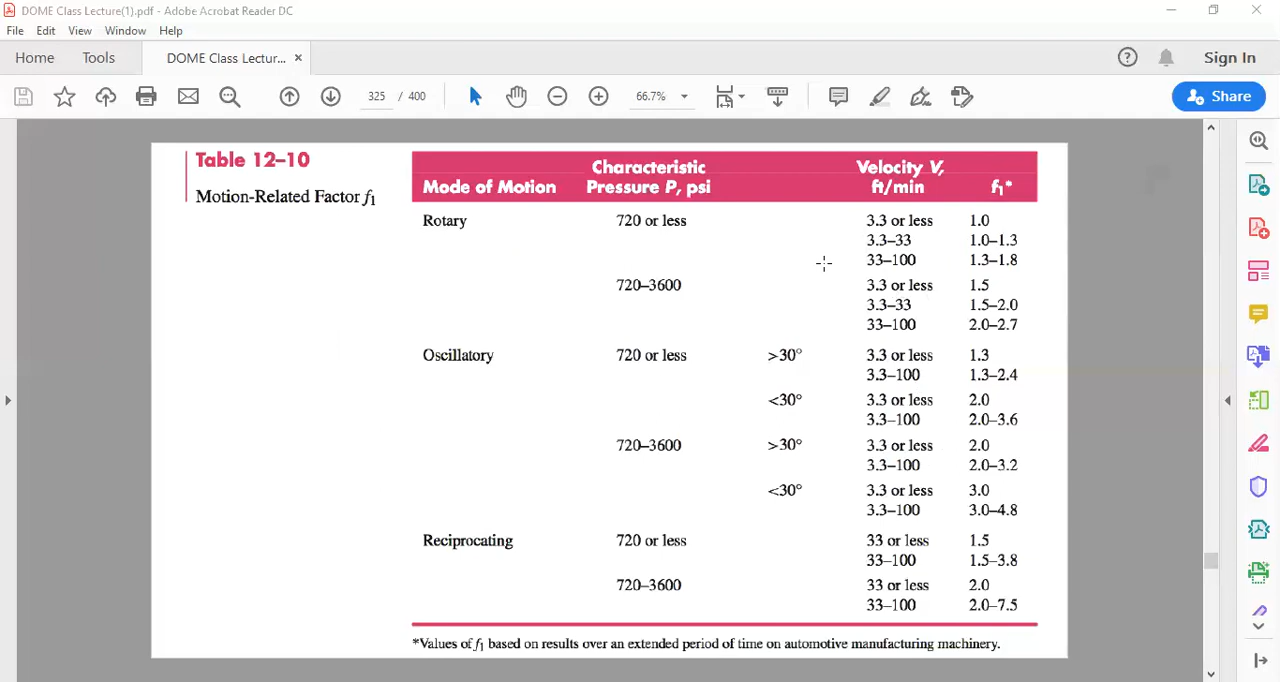 DOME Class Lecture(1).pdf - Adobe Acrobat Reader DC
File Edit View Window Help
Home Tools DOME Class Lectur... × Sign In
325 / 400 66.7% Share
Table 12–10
Motion-Related Factor f₁
Mode of Motion Characteristic Pressure P, psi Velocity V, ft/min f₁*
Rotary 720 or less 3.3 or less 1.0
3.3–33 1.0–1.3
33–100 1.3–1.8
720–3600 3.3 or less 1.5
3.3–33 1.5–2.0
33–100 2.0–2.7
Oscillatory 720 or less >30° 3.3 or less 1.3
3.3–100 1.3–2.4
<30° 3.3 or less 2.0
3.3–100 2.0–3.6
720–3600 >30° 3.3 or less 2.0
3.3–100 2.0–3.2
<30° 3.3 or less 3.0
3.3–100 3.0–4.8
Reciprocating 720 or less 33 or less 1.5
33–100 1.5–3.8
720–3600 33 or less 2.0
33–100 2.0–7.5
*Values of f₁ based on results over an extended period of time on automotive manufacturing machinery.